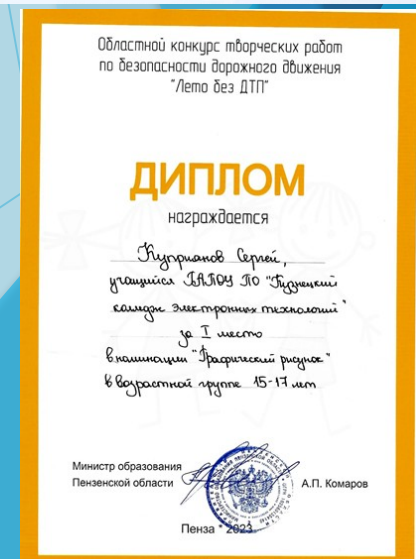 Областной конкурс творческих работ
по безопасности дорожного движения
"Лето без ДТП"
ДИПЛОМ
награждается
Куприанов Сергей,
учащийся ГАПОУ ПО "Кузнецкий
колледж электронных технологий"
за I место
в номинации "Графический рисунок"
в возрастной группе 15-17 лет
Министр образования
Пензенской области
А.П. Комаров
Пенза 2023